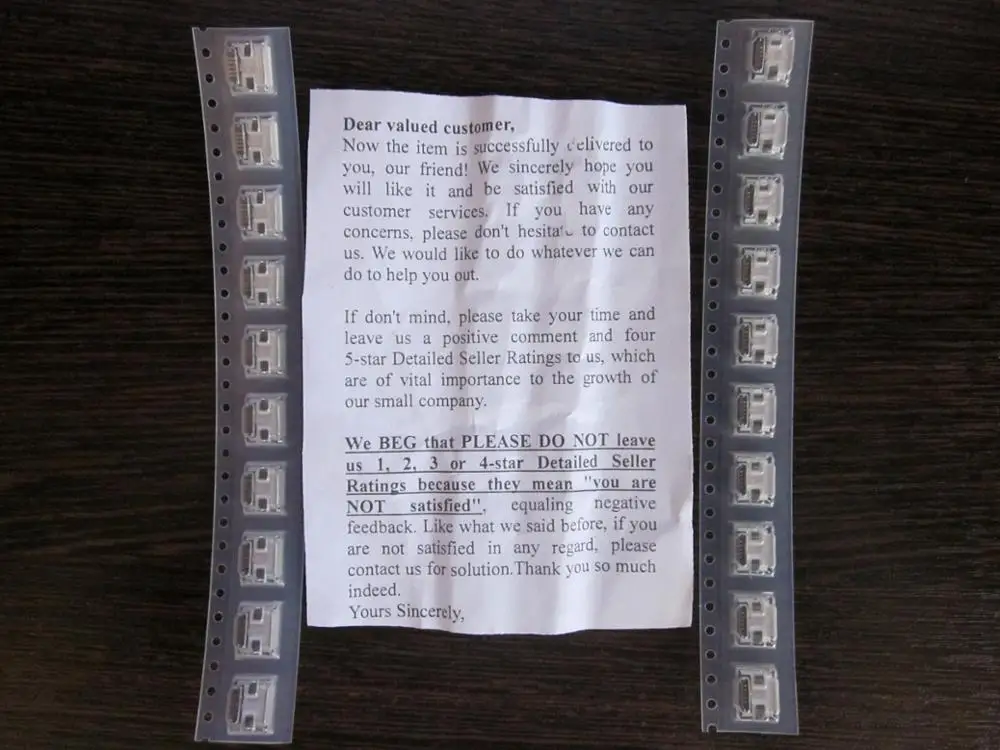 Dear valued customer,
Now the item is successfully delivered to
you, our friend! We sincerely hope you
will like it and be satisfied with our
customer services. If you have any
concerns, please don't hesitate to contact
us. We would like to do whatever we can
do to help you out.
If don't mind, please take your time and
leave us a positive comment and four
5-star Detailed Seller Ratings to us, which
are of vital importance to the growth of
our small company.
We BEG that PLEASE DO NOT leave
us 1, 2, 3 or 4-star Detailed Seller
Ratings because they mean "you are
NOT satisfied", equaling negative
feedback. Like what we said before, if you
are not satisfied in any regard, please
contact us for solution.Thank you so much
indeed.
Yours Sincerely,